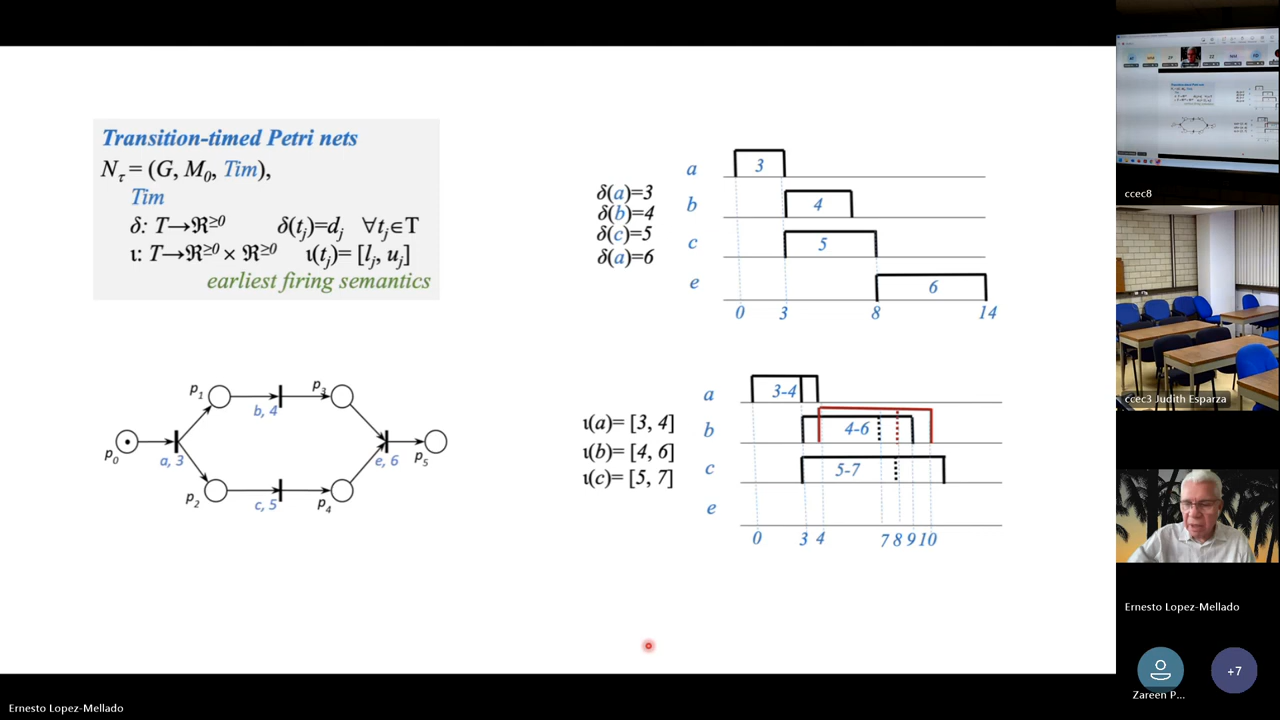 Transition-timed Petri nets
Nτ = (G, M0, Tim),
Tim
δ: T→ℜ≥0 δ(tj)=dj ∀tj∈T
ι: T→ℜ≥0 × ℜ≥0 ι(tj)= [lj, uj]
earliest firing semantics
δ(a)=3
δ(b)=4
δ(c)=5
δ(a)=6
a 3
b 4
c 5
e 6
0 3 8 14
p0
a, 3
p1
b, 4
p3
p2
c, 5
p4
e, 6
p5
ι(a)= [3, 4]
ι(b)= [4, 6]
ι(c)= [5, 7]
a 3-4
b 4-6
c 5-7
e
0 3 4 7 8 9 10
ccec8
ccec3 Judith Esparza
Ernesto Lopez-Mellado
Zareen P...
+7
Ernesto Lopez-Mellado